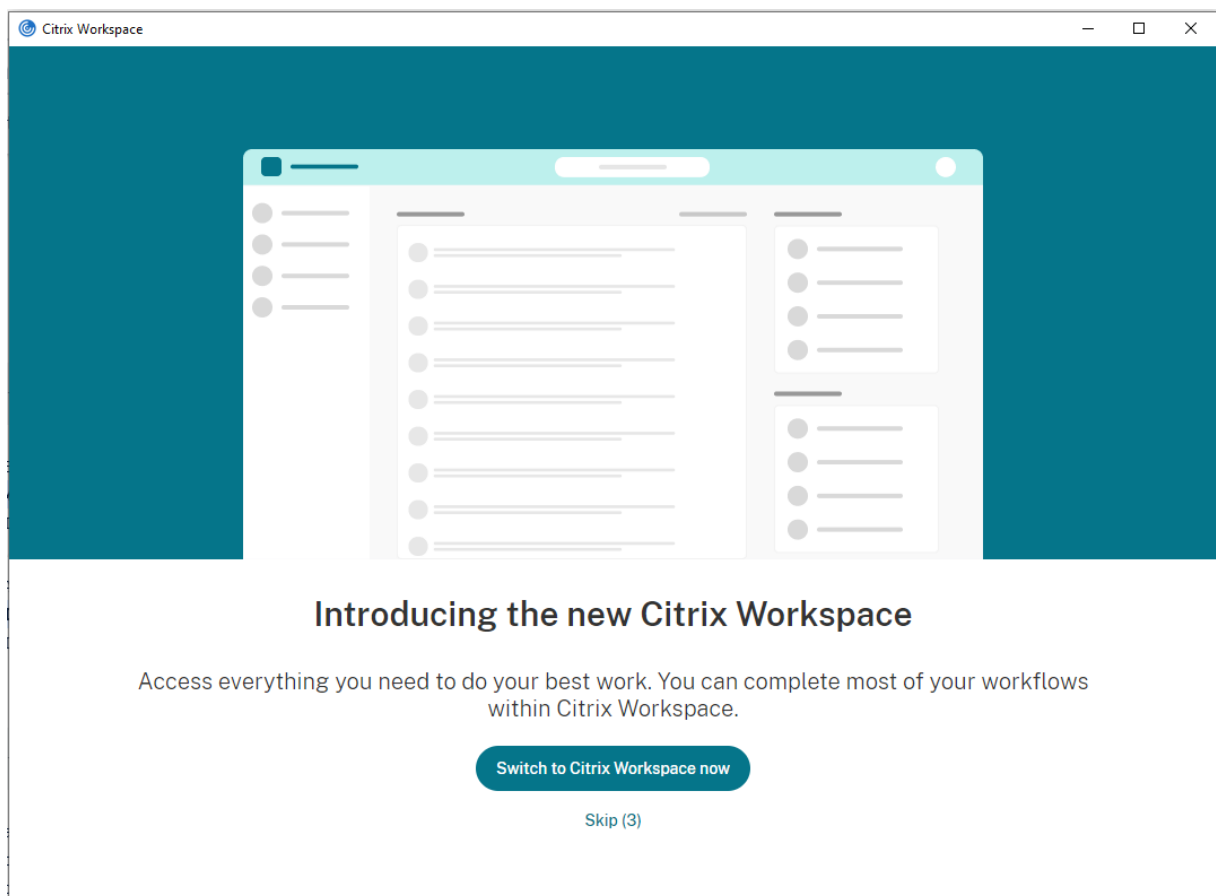 Citrix Workspace
Introducing the new Citrix Workspace
Access everything you need to do your best work. You can complete most of your workflows
within Citrix Workspace.
Switch to Citrix Workspace now
Skip (3)